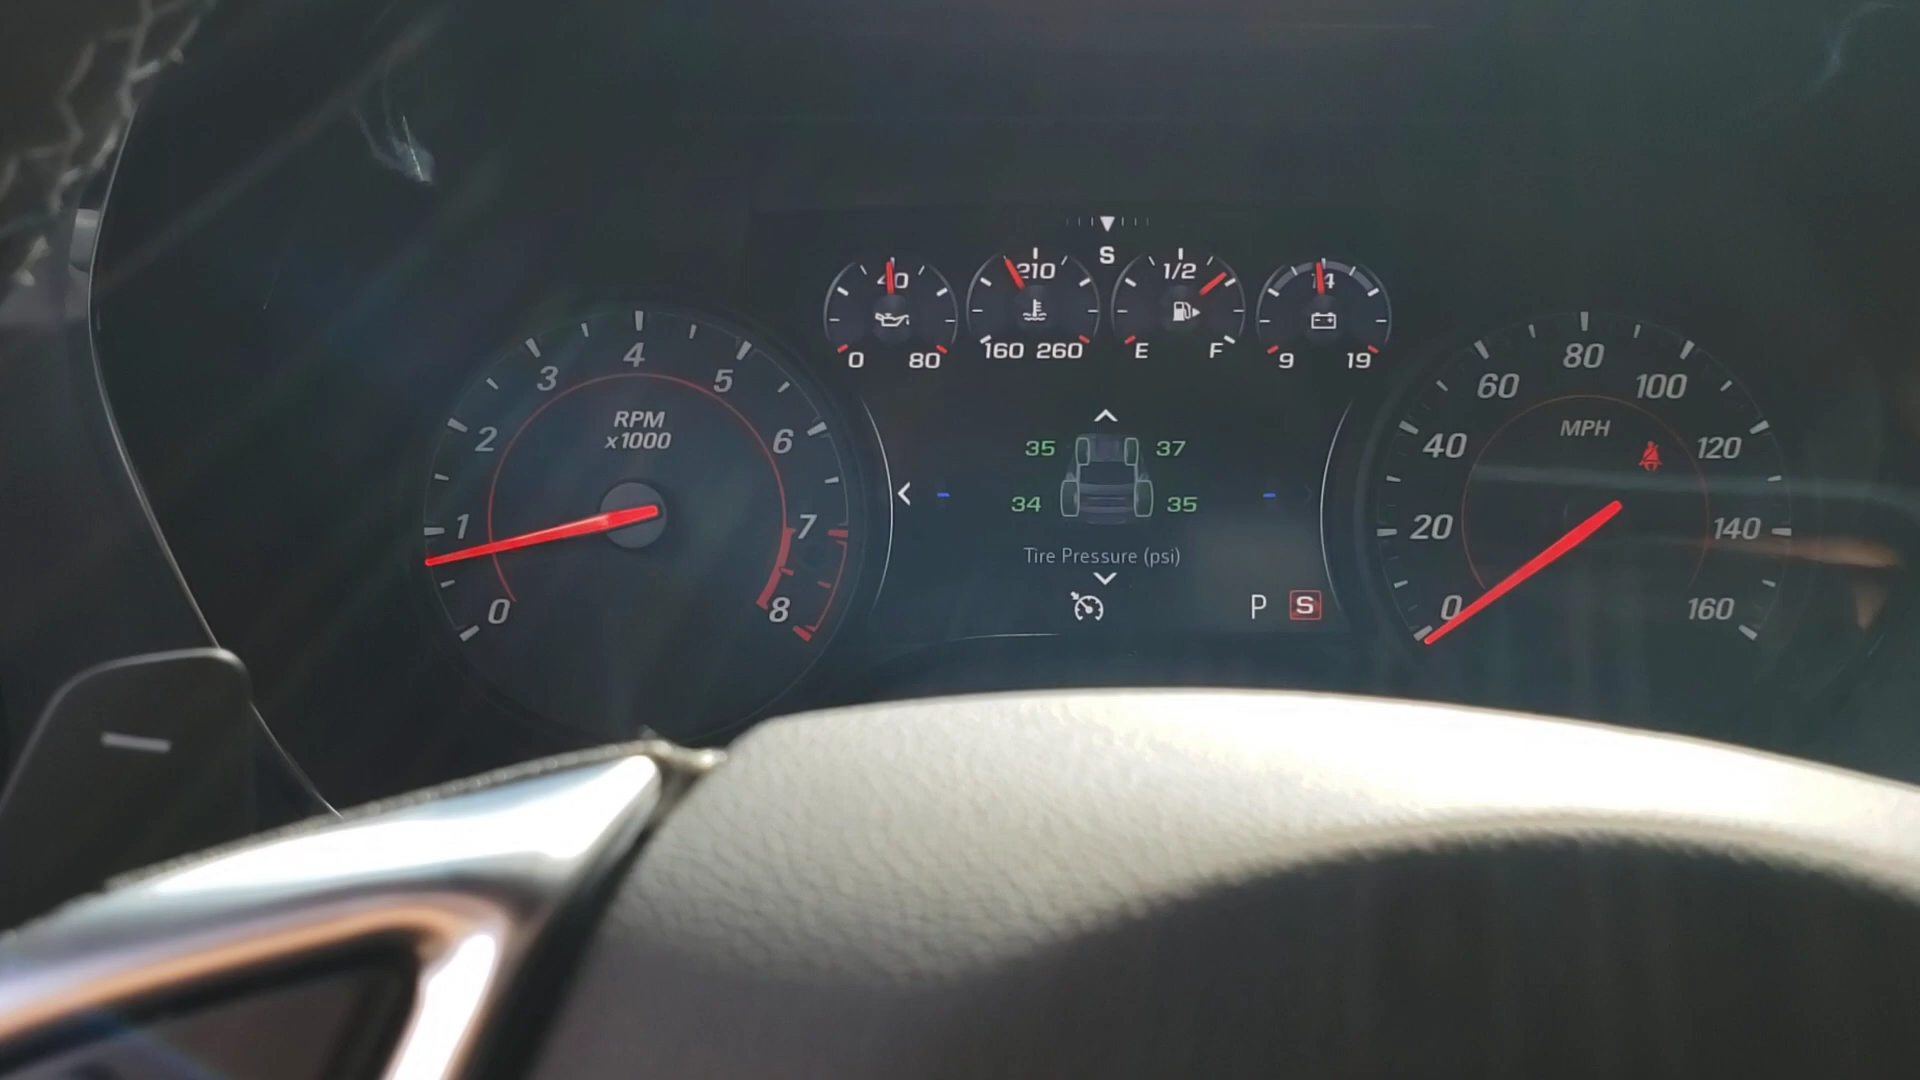 S
40
0 80
210
160 260
1/2
E F
14
9 19
0 1 2 3 4 5 6 7 8
RPM
x1000
35 37
34 35
Tire Pressure (psi)
P S
0 20 40 60 80 100 120 140 160
MPH